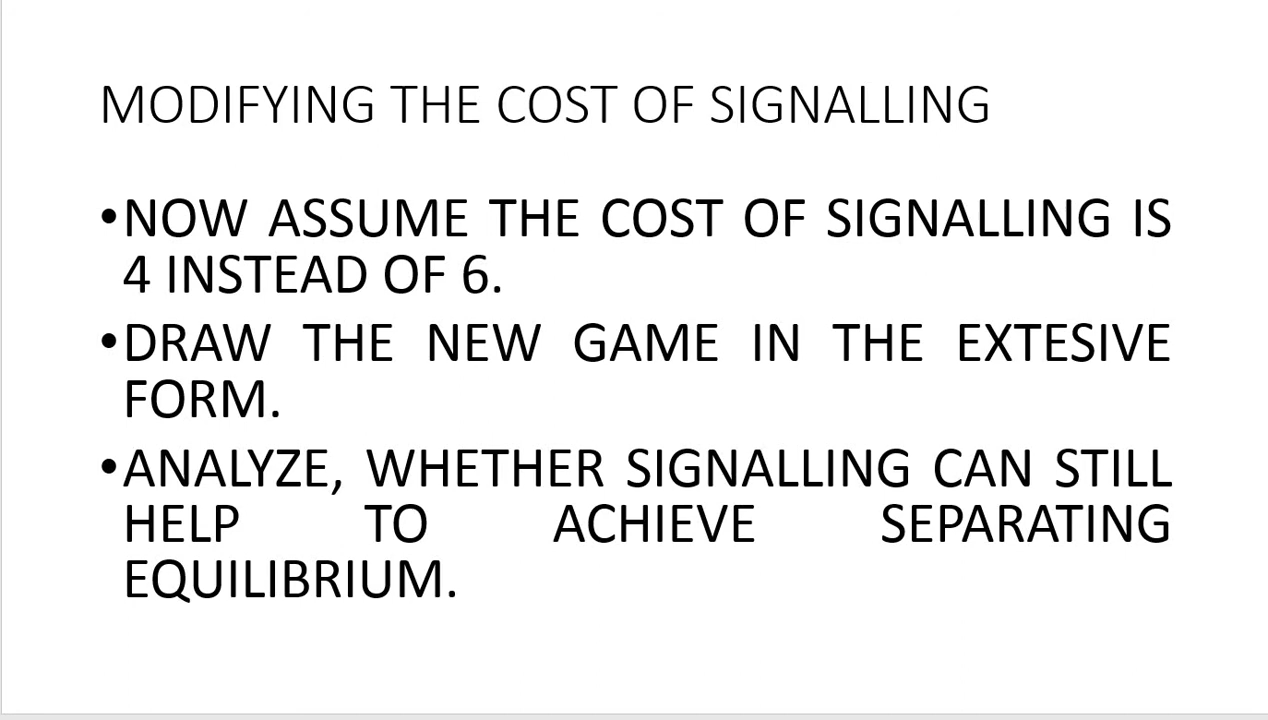 MODIFYING THE COST OF SIGNALLING
•NOW ASSUME THE COST OF SIGNALLING IS
4 INSTEAD OF 6.
•DRAW THE NEW GAME IN THE EXTESIVE
FORM.
•ANALYZE, WHETHER SIGNALLING CAN STILL
HELP TO ACHIEVE SEPARATING
EQUILIBRIUM.